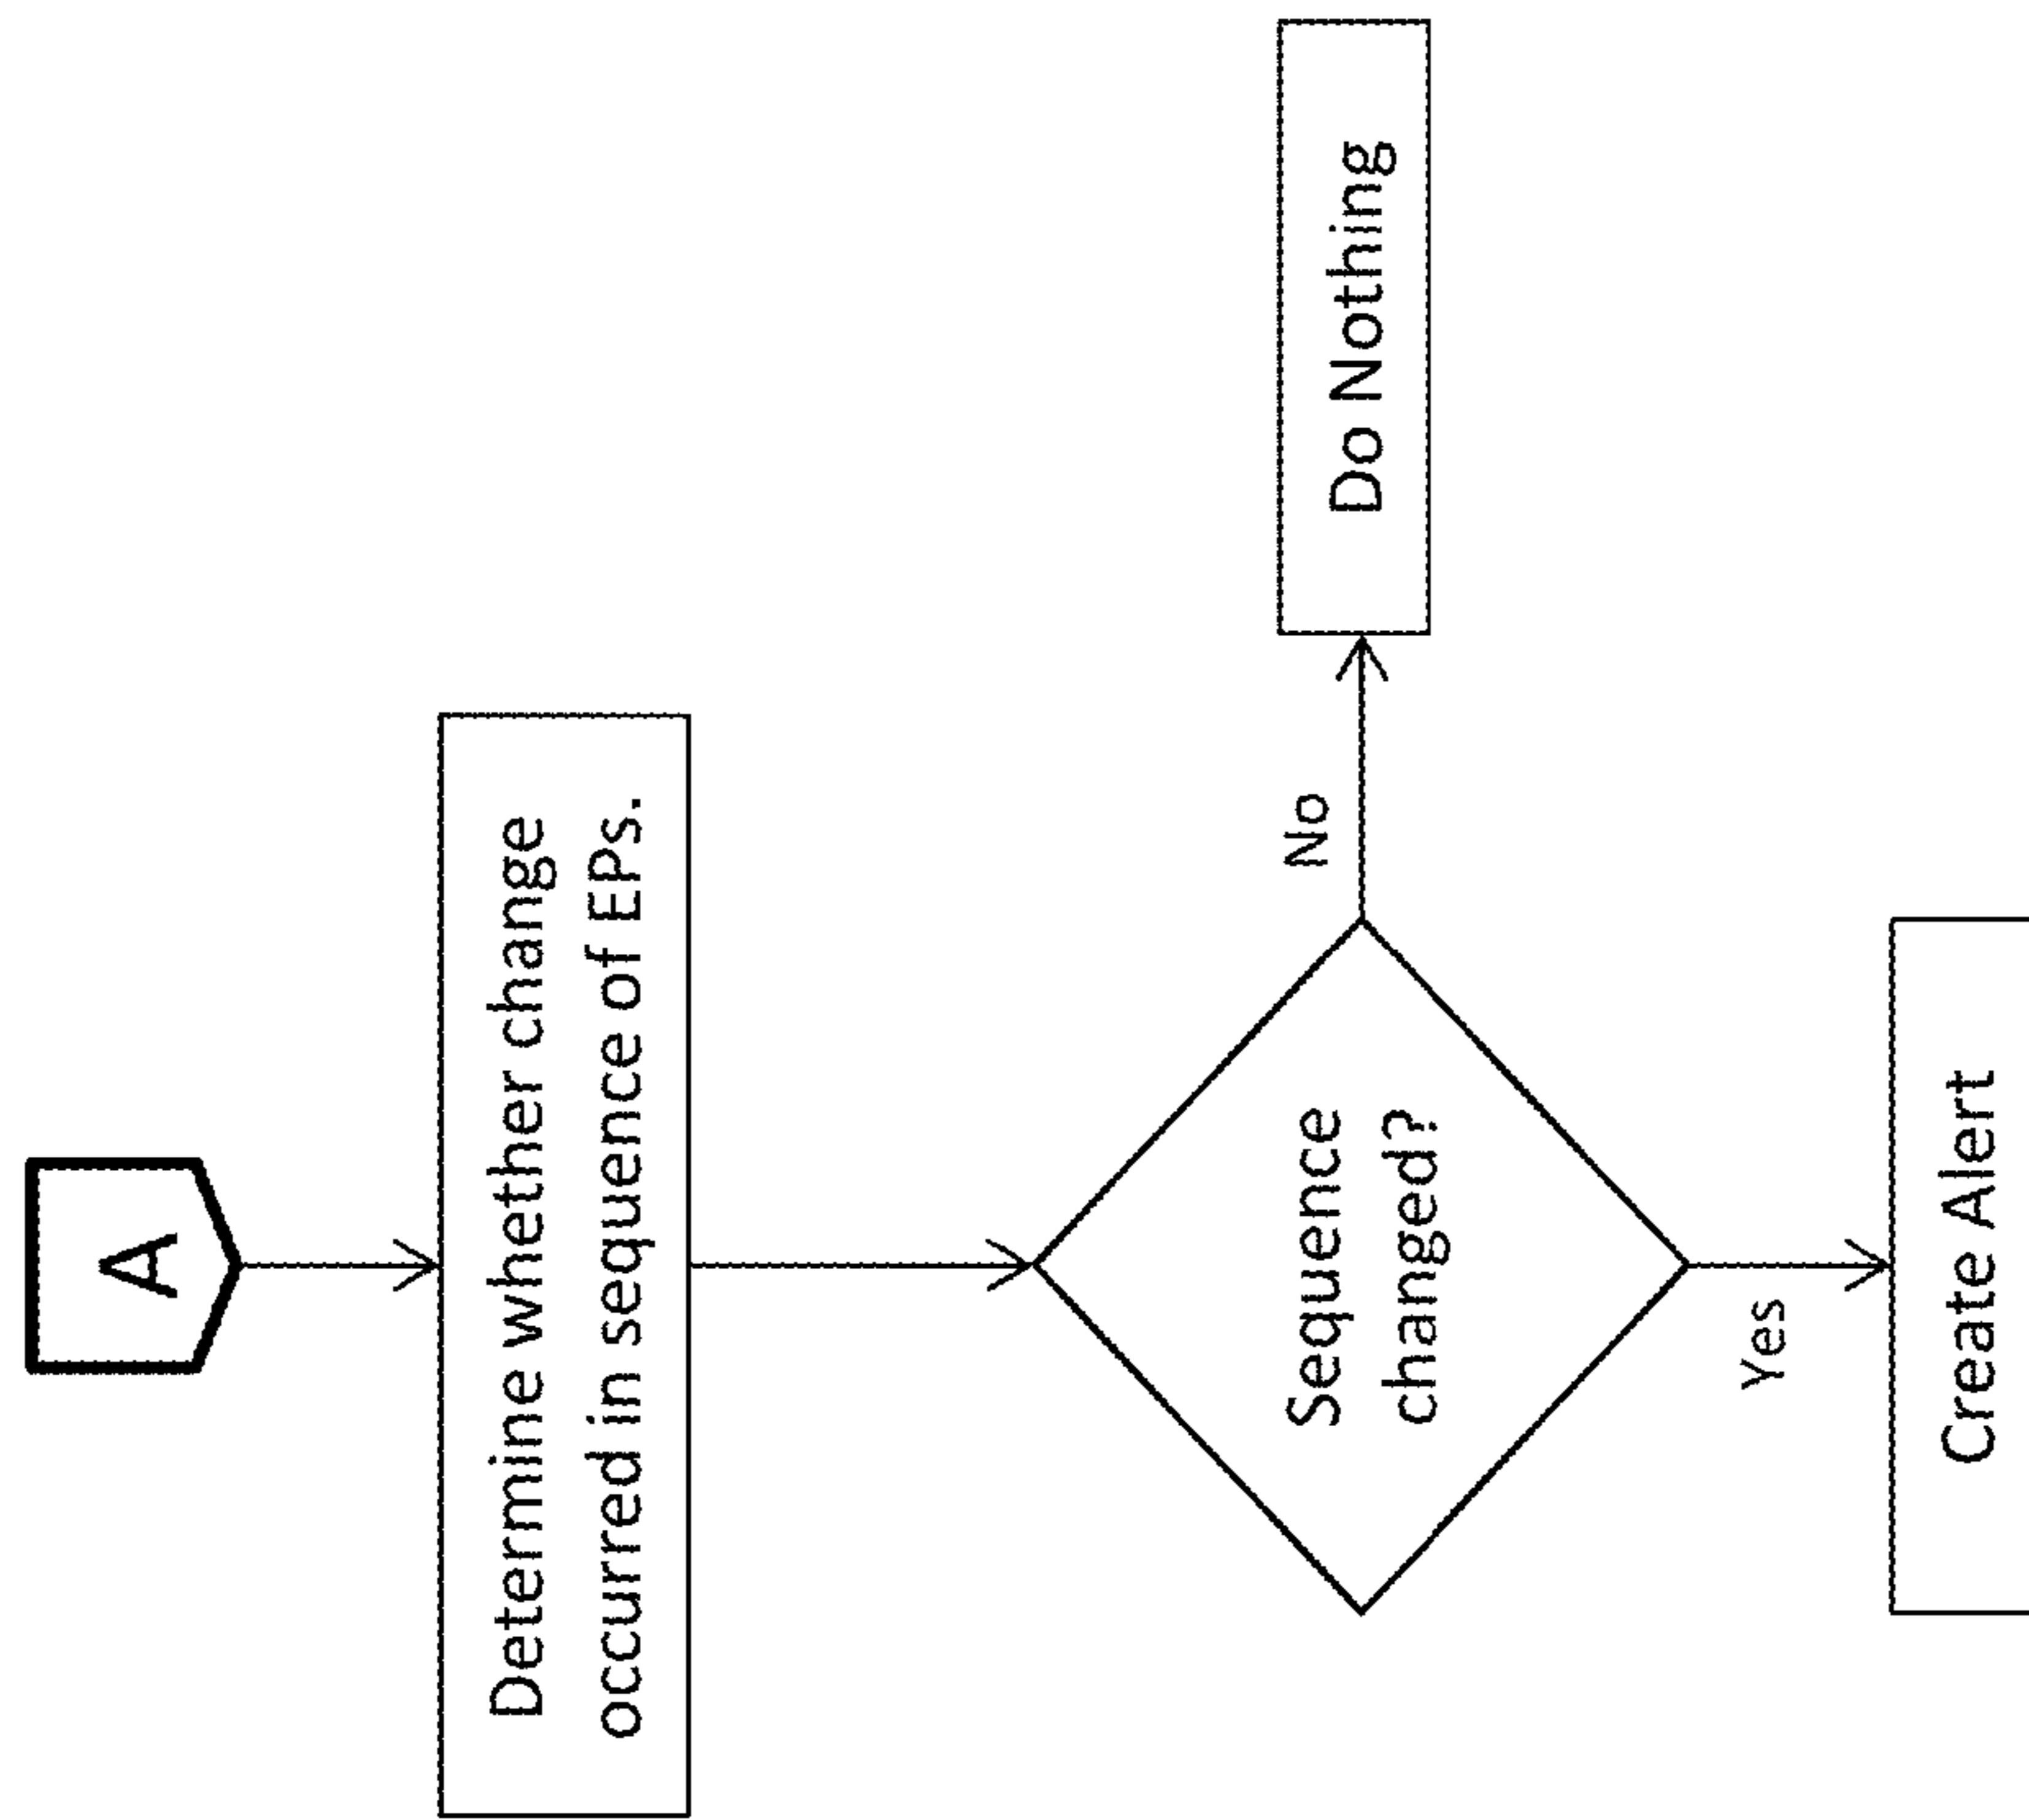 A
Determine whether change
occurred in sequence of EPs.
Sequence
changed?
No
Do Nothing
Yes
Create Alert